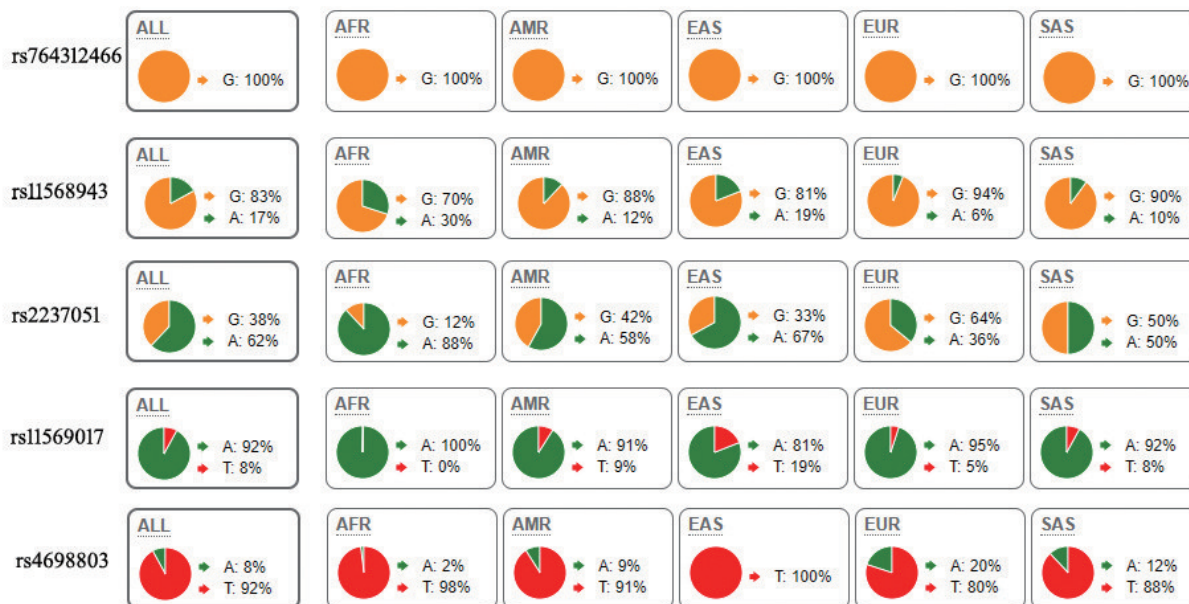 ALL AFR AMR EAS EUR SAS
rs764312466 G: 100% G: 100% G: 100% G: 100% G: 100% G: 100%
ALL AFR AMR EAS EUR SAS
rs11568943 G: 83% G: 70% G: 88% G: 81% G: 94% G: 90%
A: 17% A: 30% A: 12% A: 19% A: 6% A: 10%
ALL AFR AMR EAS EUR SAS
rs2237051 G: 38% G: 12% G: 42% G: 33% G: 64% G: 50%
A: 62% A: 88% A: 58% A: 67% A: 36% A: 50%
ALL AFR AMR EAS EUR SAS
rs11569017 A: 92% A: 100% A: 91% A: 81% A: 95% A: 92%
T: 8% T: 0% T: 9% T: 19% T: 5% T: 8%
ALL AFR AMR EAS EUR SAS
rs4698803 A: 8% A: 2% A: 9% T: 100% A: 20% A: 12%
T: 92% T: 98% T: 91% T: 80% T: 88%